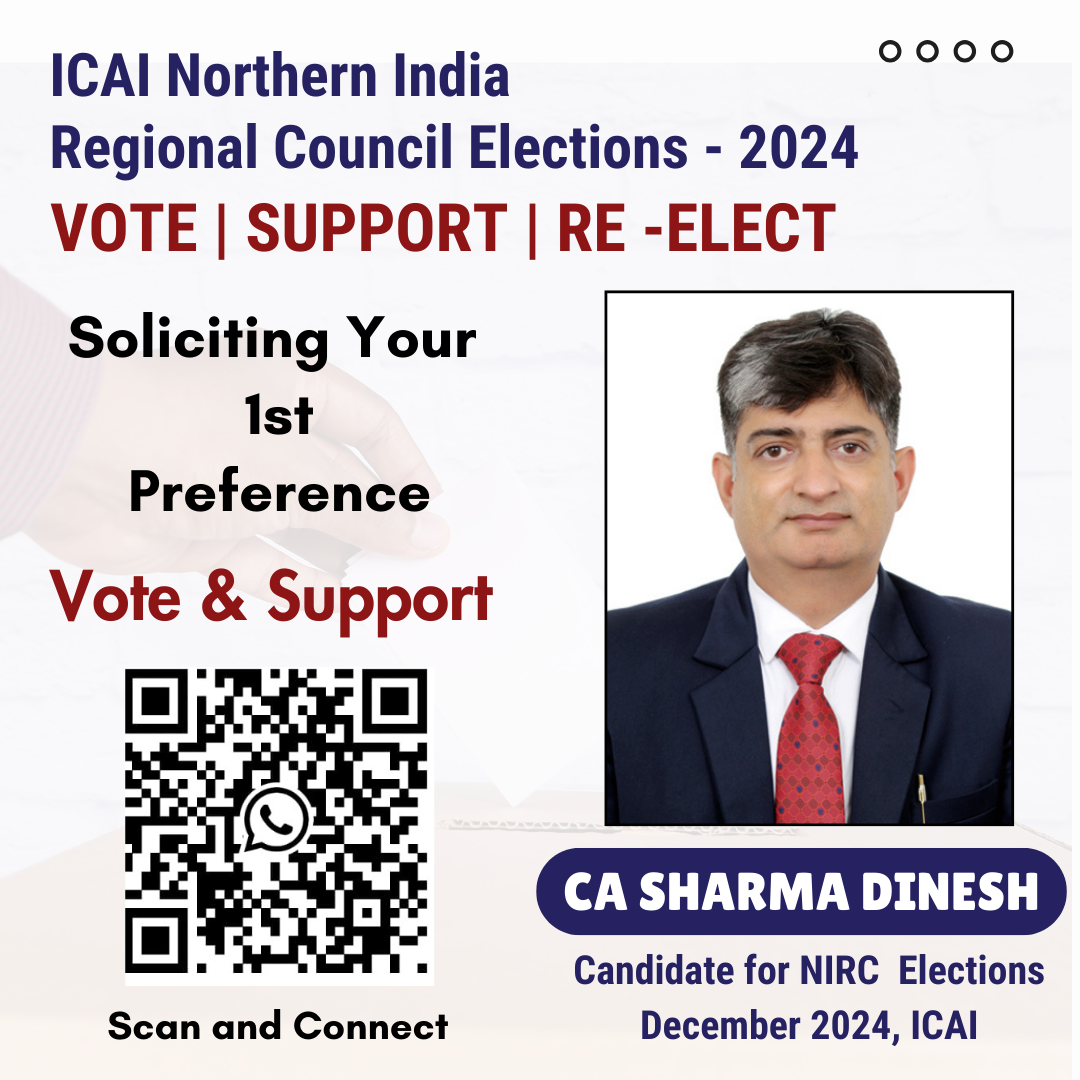 ICAI Northern India
Regional Council Elections - 2024
VOTE | SUPPORT | RE -ELECT
Soliciting Your
1st
Preference
Vote & Support
Scan and Connect
CA SHARMA DINESH
Candidate for NIRC Elections
December 2024, ICAI